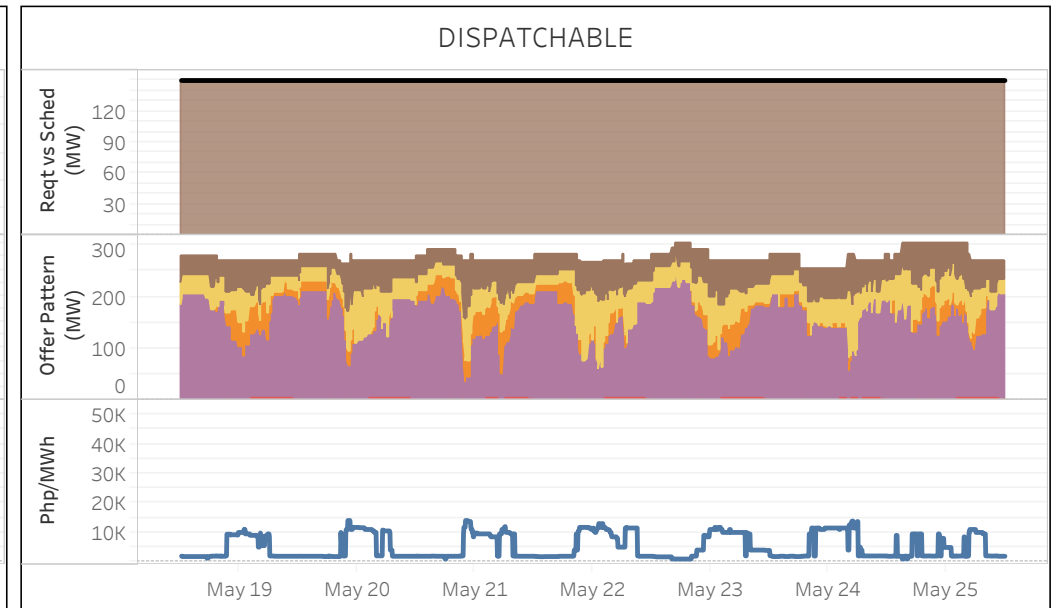 DISPATCHABLE
Reqt vs Sched
(MW)
120
90
60
30
Offer Pattern
(MW)
300
200
100
0
Php/MWh
50K
40K
30K
20K
10K
May 19 May 20 May 21 May 22 May 23 May 24 May 25